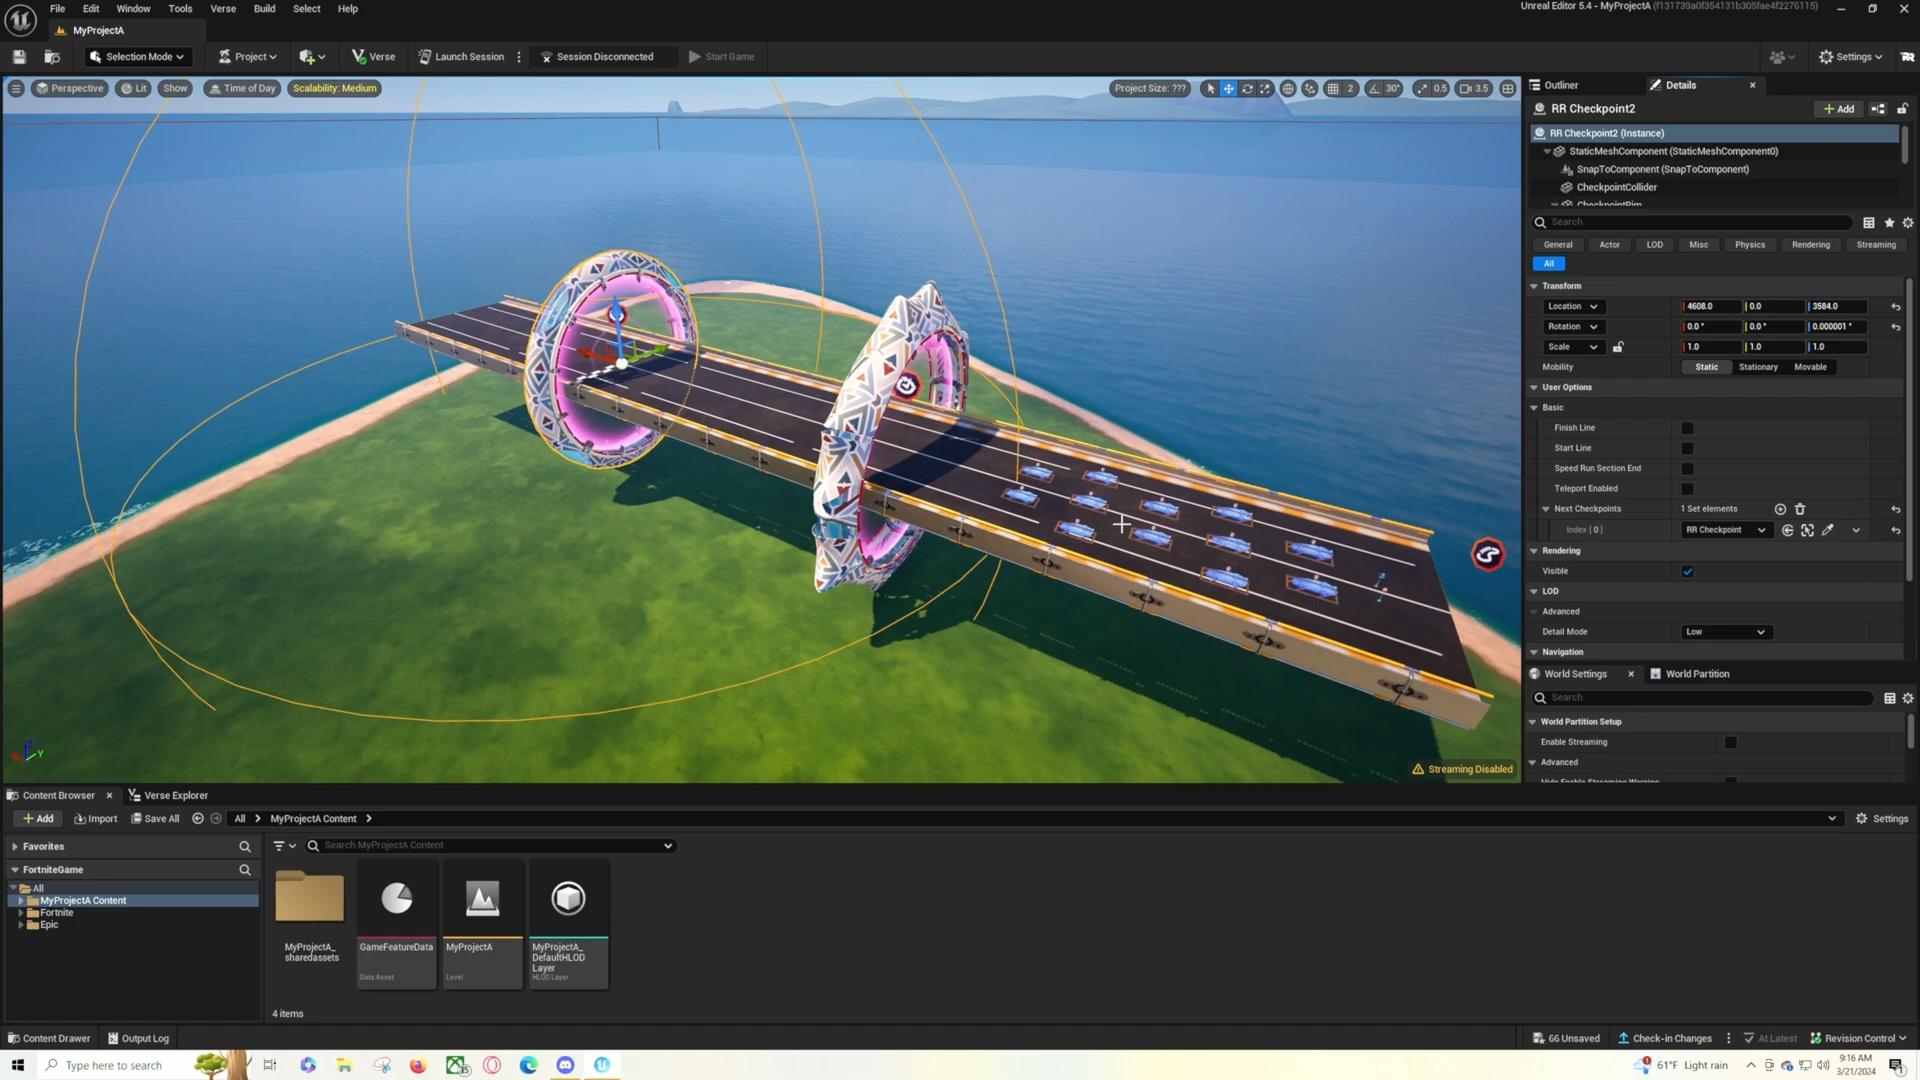 File Edit Window Tools Verse Build Select Help
Unreal Editor 5.4 - MyProjectA (f131739a0f354131b305fae4f2276115)
MyProjectA
Selection Mode Project Verse Launch Session Session Disconnected Start Game Settings
Perspective Lit Show Time of Day Scalability: Medium Project Size: ??? 2 30° 0.5 3.5
Outliner Details
RR Checkpoint2 Add
RR Checkpoint2 (Instance)
StaticMeshComponent (StaticMeshComponent0)
SnapToComponent (SnapToComponent)
CheckpointCollider
CheckpointRim
Search
General Actor LOD Misc Physics Rendering Streaming
All
Transform
Location 4608.0 0.0 3584.0
Rotation 0.0 ° 0.0 ° 0.000001 °
Scale 1.0 1.0 1.0
Mobility Static Stationary Movable
User Options
Basic
Finish Line
Start Line
Speed Run Section End
Teleport Enabled
Next Checkpoints 1 Set elements
Index [ 0 ] RR Checkpoint
Rendering
Visible
LOD
Advanced
Detail Mode Low
Navigation
World Settings World Partition
Search
World Partition Setup
Enable Streaming
Advanced
Hide Enable Streaming Warning
Y
Streaming Disabled
Content Browser Verse Explorer
Add Import Save All All MyProjectA Content Settings
Favorites
Search MyProjectA Content
FortniteGame
All
MyProjectA Content
Fortnite
Epic
MyProjectA_
sharedassets
GameFeatureData
Data Asset
MyProjectA
Level
MyProjectA_
DefaultHLOD
Layer
HLOD Layer
4 items
Content Drawer Output Log 66 Unsaved Check-in Changes At Latest Revision Control
Type here to search
15
1
61°F Light rain
9:16 AM
3/21/2024
1